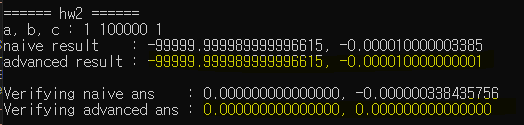 ====== hw2 ======
a, b, c : 1 100000 1
naive result    : -99999.999989999996615, -0.000010000003385
advanced result : -99999.999989999996615, -0.000010000000001
Verifying naive ans    : 0.000000000000000, -0.000000338435756
Verifying advanced ans : 0.000000000000000, 0.000000000000000